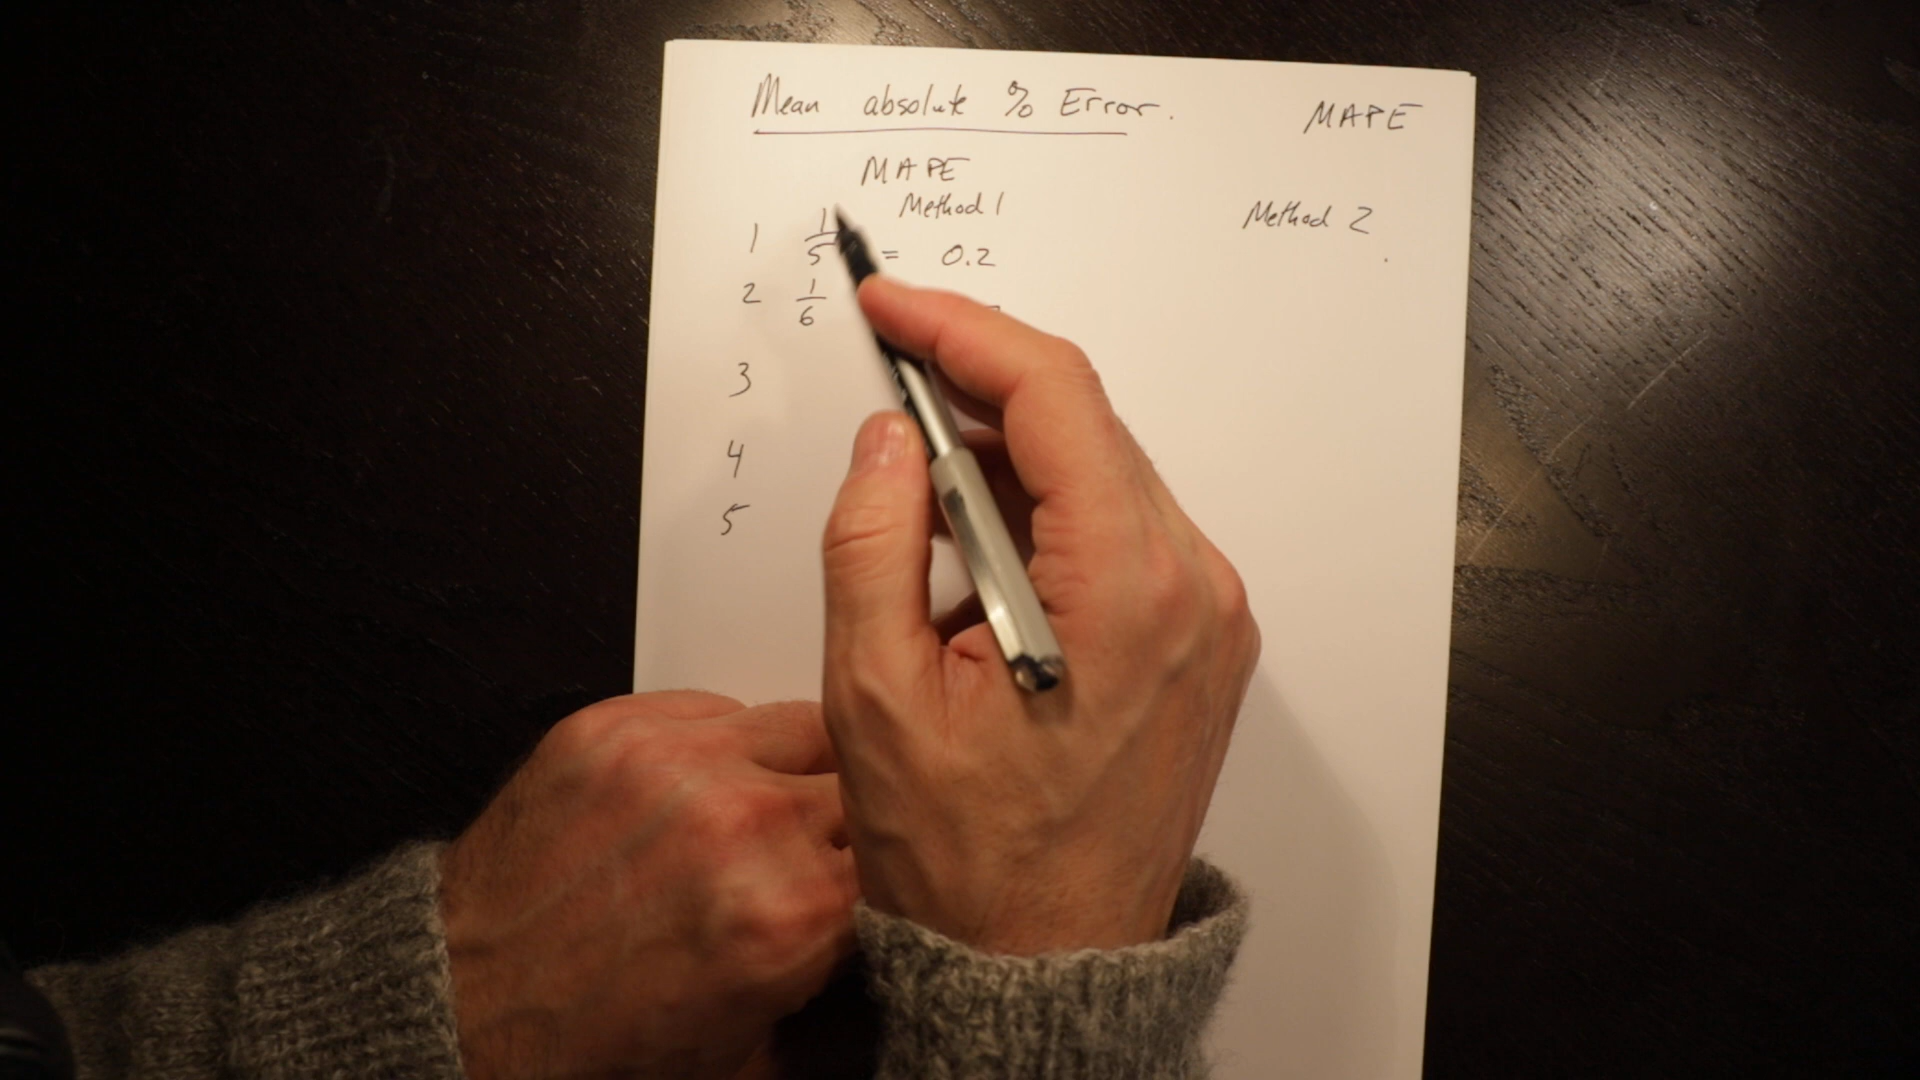 Mean absolute % Error. MAPE
MAPE
Method 1 Method 2
1 1/5 = 0.2
2 1/6
3
4
5